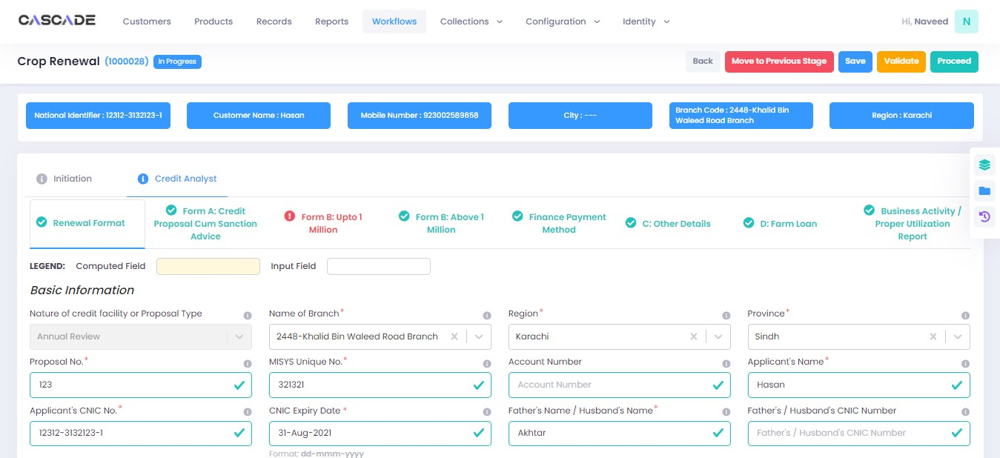 CASCADE
Customers
Products
Records
Reports
Workflows
Collections
Configuration
Identity
Hi, Naveed
N
Crop Renewal (1000028) In Progress
Back
Move to Previous Stage
Save
Validate
Proceed
National Identifier : 12312-3132123-1
Customer Name : Hasan
Mobile Number : 923002589658
City : ---
Branch Code : 2448-Khalid Bin
Waleed Road Branch
Region : Karachi
Initiation
Credit Analyst
Renewal Format
Form A: Credit
Proposal Cum Sanction
Advice
Form B: Upto 1
Million
Form B: Above 1
Million
Finance Payment
Method
C: Other Details
D: Farm Loan
Business Activity /
Proper Utilization
Report
LEGEND: Computed Field
Input Field
Basic Information
Nature of credit facility or Proposal Type
Name of Branch*
Region*
Province*
Annual Review
2448-Khalid Bin Waleed Road Branch
Karachi
Sindh
Proposal No.*
MISYS Unique No.*
Account Number
Applicant's Name*
123
321321
Account Number
Hasan
Applicant's CNIC No.*
CNIC Expiry Date *
Father's Name / Husband's Name*
Father's / Husband's CNIC Number
12312-3132123-1
31-Aug-2021
Akhtar
Father's / Husband's CNIC Number
Format: dd-mmm-yyyy